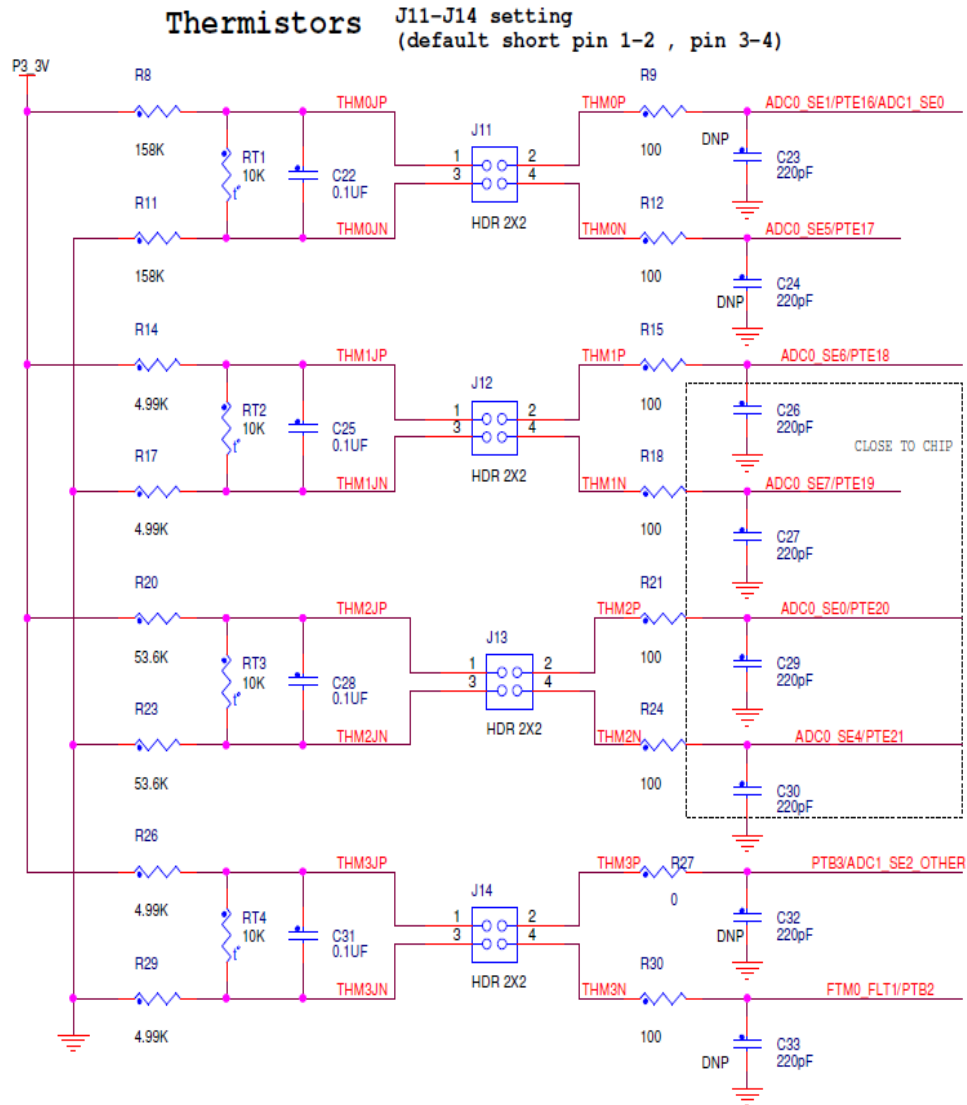 Thermistors
J11-J14 setting
(default short pin 1-2 , pin 3-4)
P3_3V
R8
158K
RT1
10K
t°
C22
0.1UF
R11
158K
THM0JP
THM0JN
J11
1 2
3 4
HDR 2X2
THM0P
THM0N
R9
100
R12
100
ADC0_SE1/PTE16/ADC1_SE0
DNP
C23
220pF
ADC0_SE5/PTE17
C24
220pF
DNP
R14
4.99K
RT2
10K
t°
C25
0.1UF
R17
4.99K
THM1JP
THM1JN
J12
1 2
3 4
HDR 2X2
THM1P
THM1N
R15
100
R18
100
ADC0_SE6/PTE18
C26
220pF
CLOSE TO CHIP
ADC0_SE7/PTE19
C27
220pF
R20
53.6K
RT3
10K
t°
C28
0.1UF
R23
53.6K
THM2JP
THM2JN
J13
1 2
3 4
HDR 2X2
THM2P
THM2N
R21
100
R24
100
ADC0_SE0/PTE20
C29
220pF
ADC0_SE4/PTE21
C30
220pF
R26
4.99K
RT4
10K
t°
C31
0.1UF
R29
4.99K
THM3JP
THM3JN
J14
1 2
3 4
HDR 2X2
THM3P
THM3N
R27
0
R30
100
PTB3/ADC1_SE2_OTHER
C32
220pF
DNP
FTM0_FLT1/PTB2
C33
220pF
DNP